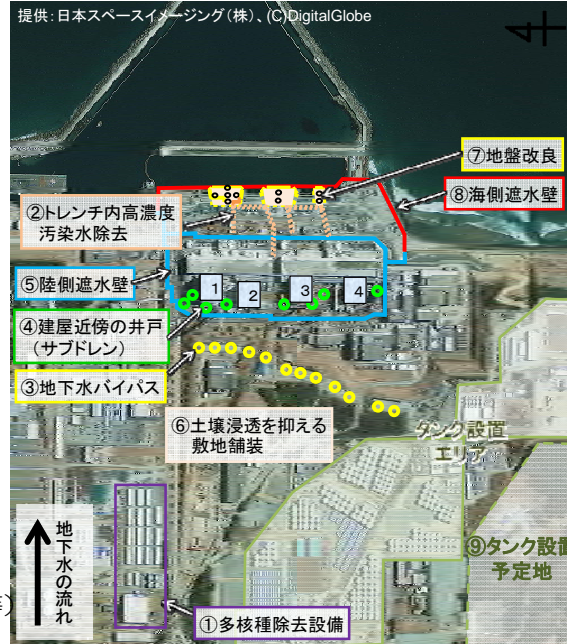 提供：日本スペースイメージング（株）、(C)DigitalGlobe
⑦地盤改良
⑧海側遮水壁
②トレンチ内高濃度
汚染水除去
⑤陸側遮水壁
1
2
3
4
④建屋近傍の井戸
（サブドレン）
③地下水バイパス
⑥土壌浸透を抑える
敷地舗装
タンク設置
エリア
⑨タンク設置
予定地
地下水の流れ
①多核種除去設備